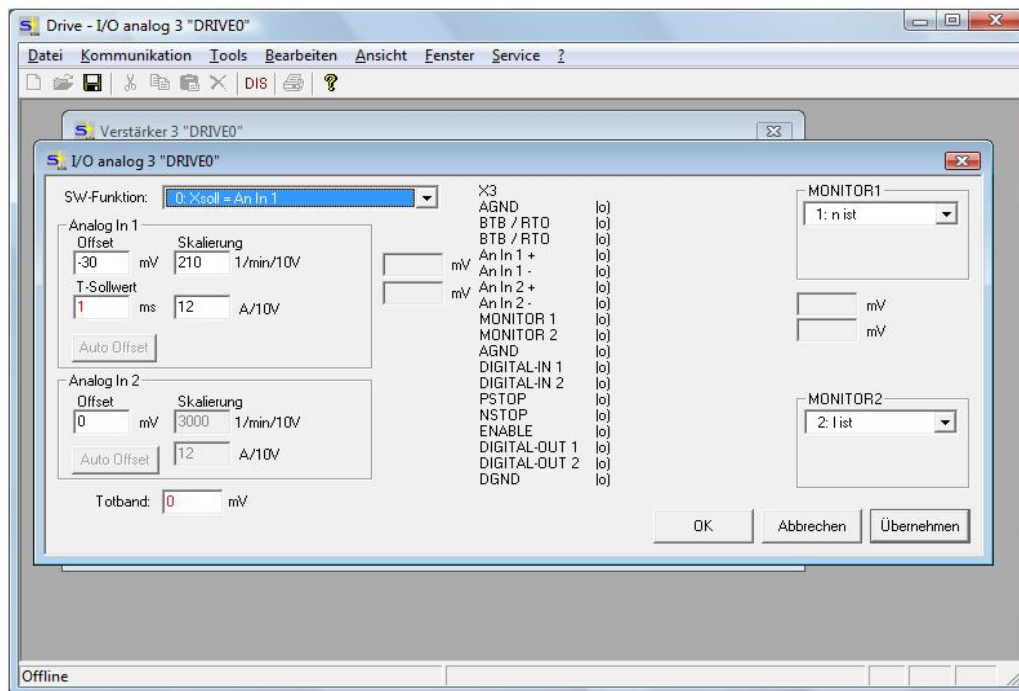 Drive - I/O analog 3 "DRIVE0"
Datei Kommunikation Tools Bearbeiten Ansicht Fenster Service ?
DIS
Verstärker 3 "DRIVE0"
I/O analog 3 "DRIVE0"
SW-Funktion: 0: Xsoll = An In 1
Analog In 1
Offset Skalierung
-30 mV 210 1/min/10V
T-Sollwert
1 ms 12 A/10V
Auto Offset
Analog In 2
Offset Skalierung
0 mV 3000 1/min/10V
Auto Offset 12 A/10V
Totband: 0 mV
mV
mV
X3
AGND |o)
BTB / RTO |o)
BTB / RTO |o)
An In 1 + |o)
An In 1 - |o)
An In 2 + |o)
An In 2 - |o)
MONITOR 1 |o)
MONITOR 2 |o)
AGND |o)
DIGITAL-IN 1 |o)
DIGITAL-IN 2 |o)
PSTOP |o)
NSTOP |o)
ENABLE |o)
DIGITAL-OUT 1 |o)
DIGITAL-OUT 2 |o)
DGND |o)
MONITOR1
1: n ist
mV
mV
MONITOR2
2: I ist
OK Abbrechen Übernehmen
Offline